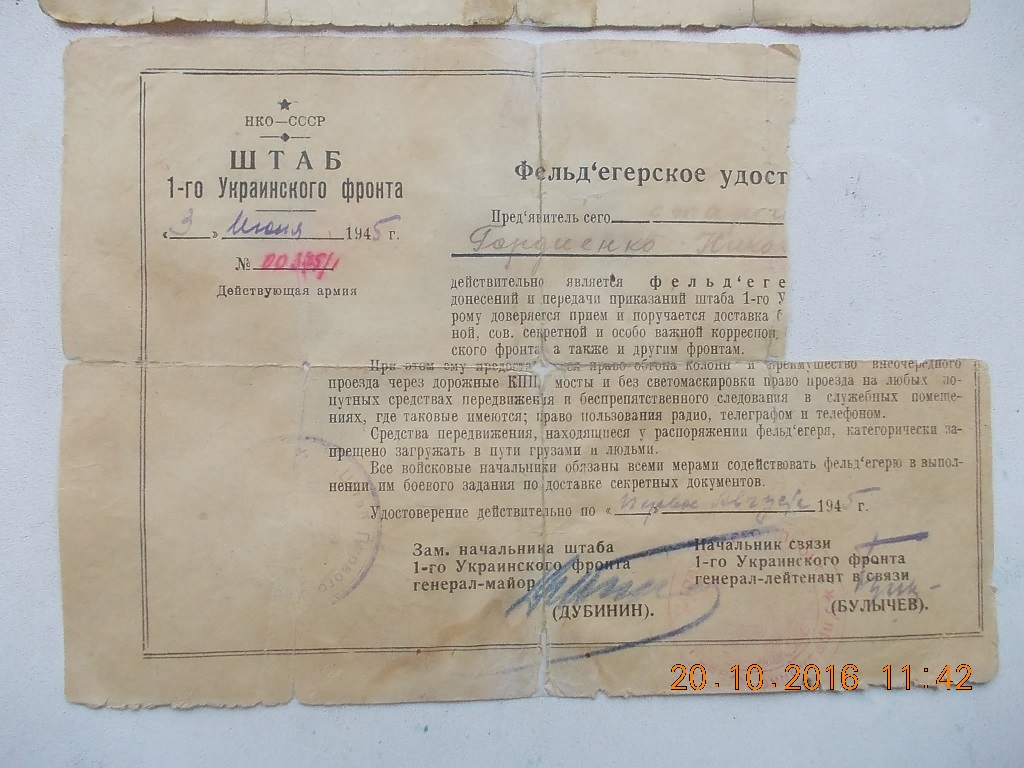 НКО—СССР
ШТАБ
1-го Украинского фронта
«3» Июня 1945 г.
№
Действующая армия
Фельд'егерское удост
Пред'явитель сего
Гордиенко Нико
действительно является фельд'еге
донесений и передачи приказаний штаба 1-го У
рому доверяется прием и поручается доставка
ной, сов. секретной и особо важной корреспон
ского фронта а также и другим фронтам.
При этом ему предоста ся право обгона колонн и преимущество внеочередного
проезда через дорожные КПП, мосты и без светомаскировки право проезда на любых по-
путных средствах передвижения и беспрепятственного следования в служебных помеще-
ниях, где таковые имеются; право пользования радио, телеграфом и телефоном.
Средства передвижения, находящиеся у распоряжении фельд'егеря, категорически за-
прещено загружать в пути грузами и людьми.
Все войсковые начальники обязаны всеми мерами содействовать фельд'егерю в выпол-
нении им боевого задания по доставке секретных документов.
Удостоверение действительно по «Первое Августа 1945 г.
Зам. начальника штаба
1-го Украинского фронта
генерал-майор
(ДУБИНИН).
Начальник связи
1-го Украинского фронта
генерал-лейтенант в связи
(БУЛЫЧЕВ).
Штаб Первого
20.10.2016 11:42